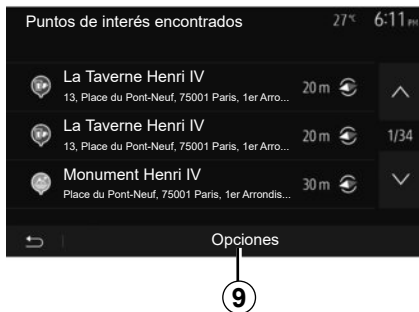 Puntos de interés encontrados 27°C 6:11 PM
La Taverne Henri IV
13, Place du Pont-Neuf, 75001 Paris, 1er Arro... 20 m
La Taverne Henri IV
13, Place du Pont-Neuf, 75001 Paris, 1er Arro... 20 m
1/34
Monument Henri IV
Place du Pont-Neuf, 75001 Paris, 1er Arrondis... 30 m
Opciones
9